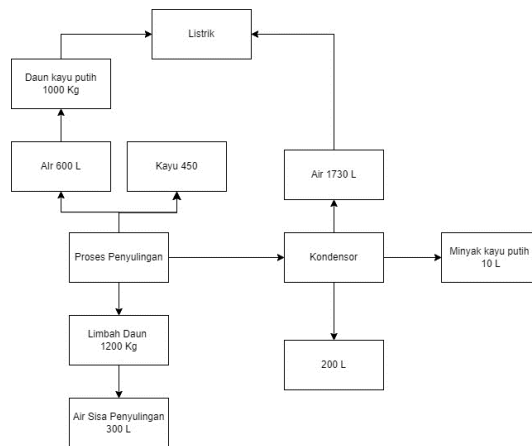 Listrik
Daun kayu putih
1000 Kg
AIr 600 L
Kayu 450
Air 1730 L
Proses Penyulingan
Kondensor
Minyak kayu putih
10 L
Limbah Daun
1200 Kg
200 L
Air Sisa Penyulingan
300 L